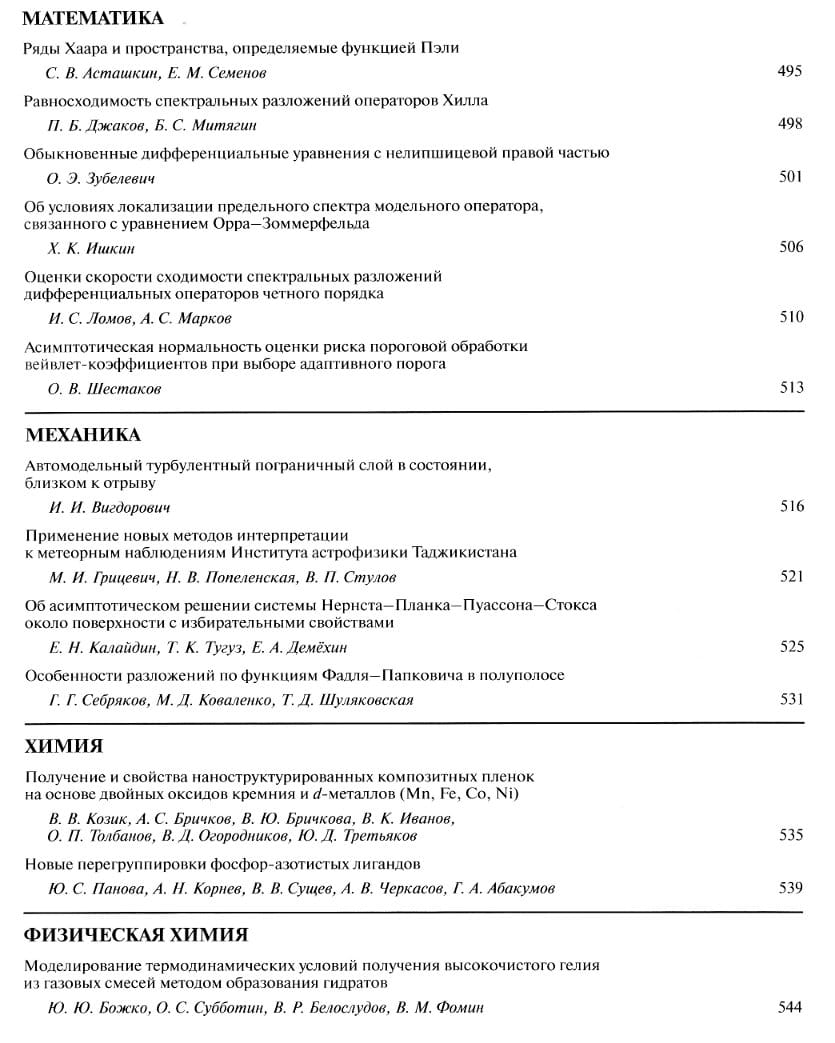 МАТЕМАТИКА
Ряды Хаара и пространства, определяемые функцией Пэли
С. В. Асташкин, Е. М. Семенов 495
Равносходимость спектральных разложений операторов Хилла
П. Б. Джаков, Б. С. Митягин 498
Обыкновенные дифференциальные уравнения с нелипшицевой правой частью
О. Э. Зубелевич 501
Об условиях локализации предельного спектра модельного оператора,
связанного с уравнением Орра—Зоммерфельда
Х. К. Ишкин 506
Оценки скорости сходимости спектральных разложений
дифференциальных операторов четного порядка
И. С. Ломов, А. С. Марков 510
Асимптотическая нормальность оценки риска пороговой обработки
вейвлет-коэффициентов при выборе адаптивного порога
О. В. Шестаков 513
МЕХАНИКА
Автомодельный турбулентный пограничный слой в состоянии,
близком к отрыву
И. И. Вигдорович 516
Применение новых методов интерпретации
к метеорным наблюдениям Института астрофизики Таджикистана
М. И. Грицевич, Н. В. Попеленская, В. П. Стулов 521
Об асимптотическом решении системы Нернста—Планка—Пуассона—Стокса
около поверхности с избирательными свойствами
Е. Н. Калайдин, Т. К. Тугуз, Е. А. Демёхин 525
Особенности разложений по функциям Фадля—Папковича в полуполосе
Г. Г. Себряков, М. Д. Коваленко, Т. Д. Шуляковская 531
ХИМИЯ
Получение и свойства наноструктурированных композитных пленок
на основе двойных оксидов кремния и d-металлов (Mn, Fe, Co, Ni)
В. В. Козик, А. С. Бричков, В. Ю. Бричкова, В. К. Иванов,
О. П. Толбанов, В. Д. Огородников, Ю. Д. Третьяков 535
Новые перегруппировки фосфор-азотистых лигандов
Ю. С. Панова, А. Н. Корнев, В. В. Сущев, А. В. Черкасов, Г. А. Абакумов 539
ФИЗИЧЕСКАЯ ХИМИЯ
Моделирование термодинамических условий получения высокочистого гелия
из газовых смесей методом образования гидратов
Ю. Ю. Божко, О. С. Субботин, В. Р. Белослудов, В. М. Фомин 544